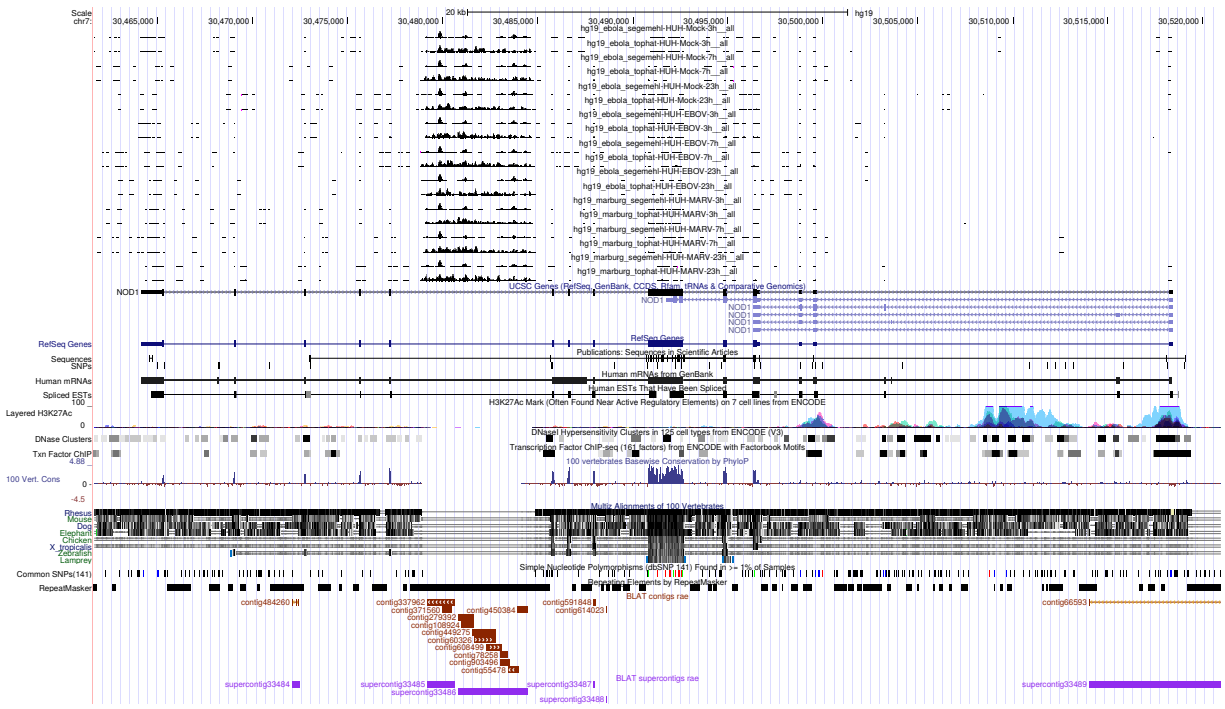 Scale 20 kb hg19
chr7: 30,465,000 30,470,000 30,475,000 30,480,000 30,485,000 30,490,000 30,495,000 30,500,000 30,505,000 30,510,000 30,515,000 30,520,000
hg19_ebola_segemehl-HUH-Mock-3h__all
hg19_ebola_tophat-HUH-Mock-3h__all
hg19_ebola_segemehl-HUH-Mock-7h__all
hg19_ebola_tophat-HUH-Mock-7h__all
hg19_ebola_segemehl-HUH-Mock-23h__all
hg19_ebola_tophat-HUH-Mock-23h__all
hg19_ebola_segemehl-HUH-EBOV-3h__all
hg19_ebola_tophat-HUH-EBOV-3h__all
hg19_ebola_segemehl-HUH-EBOV-7h__all
hg19_ebola_tophat-HUH-EBOV-7h__all
hg19_ebola_segemehl-HUH-EBOV-23h__all
hg19_ebola_tophat-HUH-EBOV-23h__all
hg19_marburg_segemehl-HUH-MARV-3h__all
hg19_marburg_tophat-HUH-MARV-3h__all
hg19_marburg_segemehl-HUH-MARV-7h__all
hg19_marburg_tophat-HUH-MARV-7h__all
hg19_marburg_segemehl-HUH-MARV-23h__all
hg19_marburg_tophat-HUH-MARV-23h__all
UCSC Genes (RefSeq, GenBank, CCDS, Rfam, tRNAs & Comparative Genomics)
NOD1
NOD1
NOD1
NOD1
NOD1
NOD1
RefSeq Genes
RefSeq Genes
Publications: Sequences in Scientific Articles
Sequences
SNPs
Human mRNAs from GenBank
Human mRNAs
Human ESTs That Have Been Spliced
Spliced ESTs
H3K27Ac Mark (Often Found Near Active Regulatory Elements) on 7 cell lines from ENCODE
100
Layered H3K27Ac
0
DNaseI Hypersensitivity Clusters in 125 cell types from ENCODE (V3)
DNase Clusters
Transcription Factor ChIP-seq (161 factors) from ENCODE with Factorbook Motifs
Txn Factor ChIP
100 vertebrates Basewise Conservation by PhyloP
4.88
100 Vert. Cons
0
-4.5
Multiz Alignments of 100 Vertebrates
Rhesus
Mouse
Dog
Elephant
Chicken
X_tropicalis
Zebrafish
Lamprey
Simple Nucleotide Polymorphisms (dbSNP 141) Found in >= 1% of Samples
Common SNPs(141)
Repeating Elements by RepeatMasker
RepeatMasker
BLAT contigs rae
contig484260 contig337962 contig591848 contig66593
contig371560 contig450384 contig614023
contig279392
contig108924
contig449275
contig60326
contig608499
contig78258
contig903496
contig55478
BLAT supercontigs rae
supercontig33484 supercontig33485 supercontig33487 supercontig33489
supercontig33486
supercontig33488